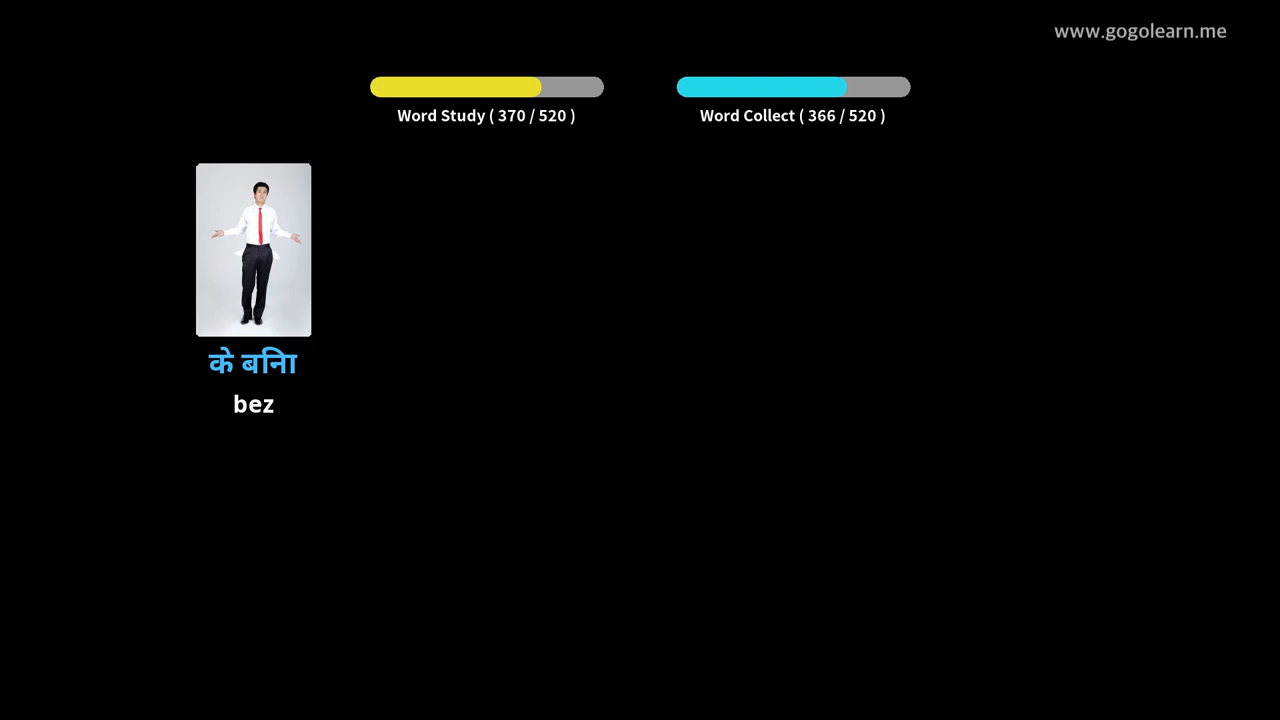 www.gogolearn.me
Word Study ( 370 / 520 )
Word Collect ( 366 / 520 )
के बिना
bez